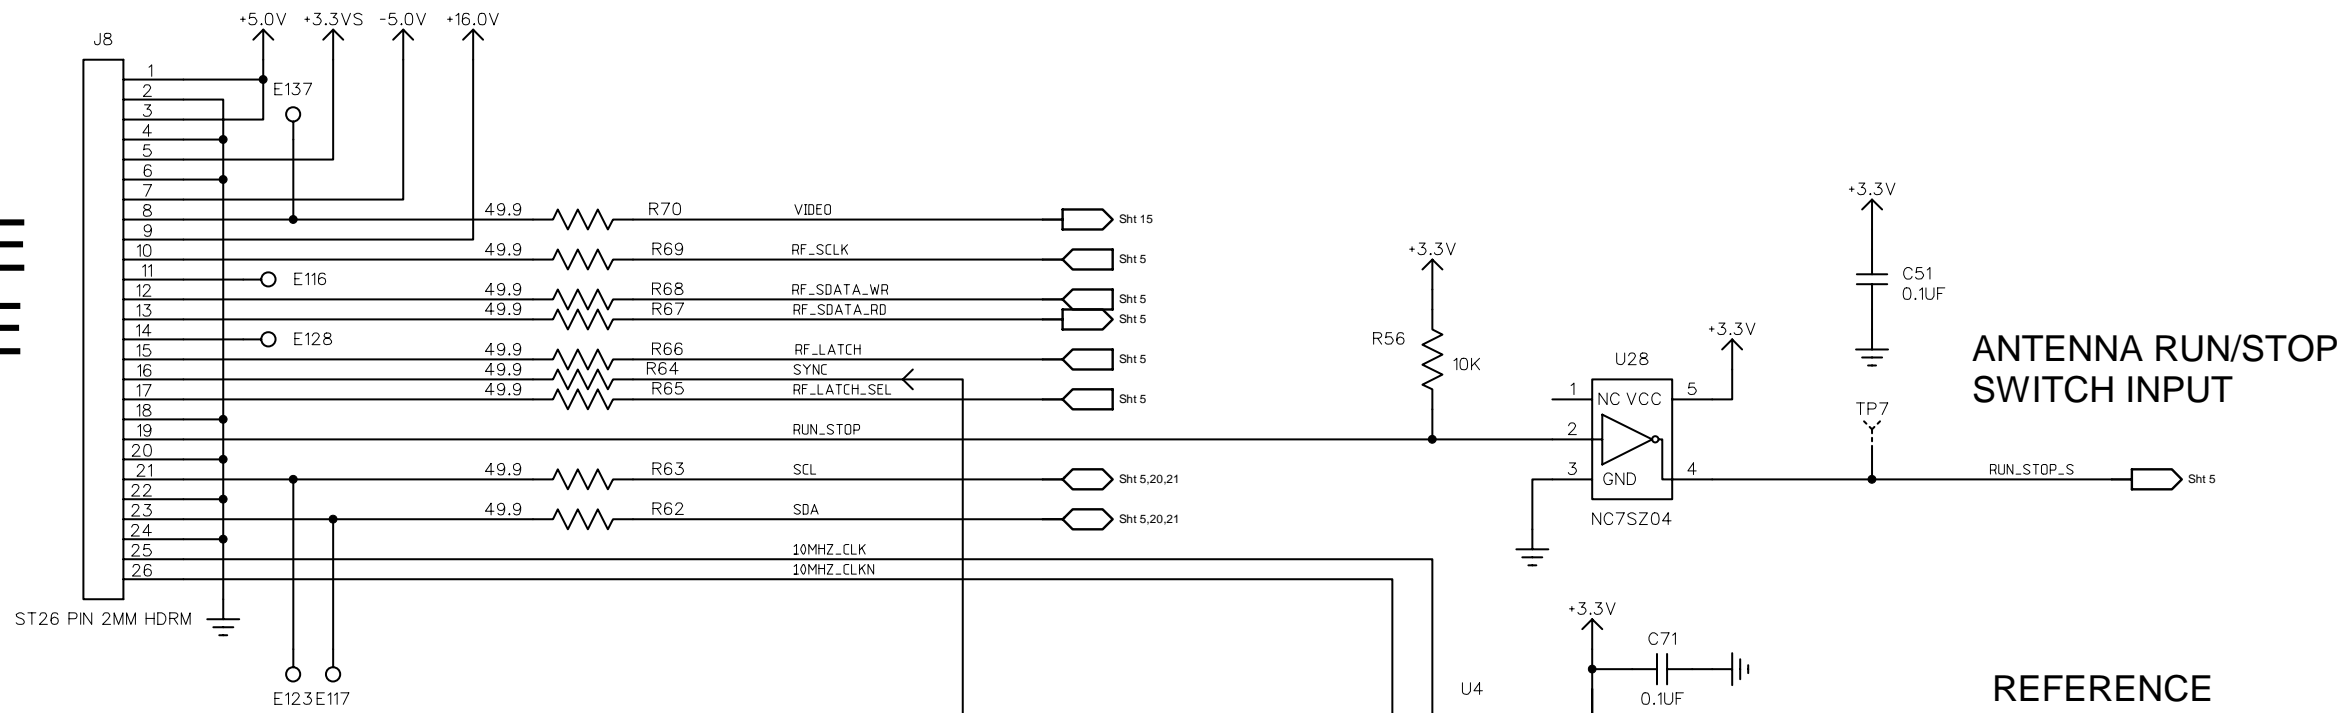 +5.0V +3.3VS -5.0V +16.0V
J8
1
2
E137
3
4
5
6
7
8 49.9 R70 VIDEO Sht 15
9
10 49.9 R69 RF_SCLK Sht 5
11 E116
12 49.9 R68 RF_SDATA_WR Sht 5
13 49.9 R67 RF_SDATA_RD Sht 5
14 E128
15 49.9 R66 RF_LATCH Sht 5
16 49.9 R64 SYNC
17 49.9 R65 RF_LATCH_SEL Sht 5
18
19 RUN_STOP
20
21 49.9 R63 SCL Sht 5,20,21
22
23 49.9 R62 SDA Sht 5,20,21
24
25 10MHZ_CLK
26 10MHZ_CLKN
ST26 PIN 2MM HDRM
E123 E117
+3.3V
R56
10K
+3.3V
U28
1 NC VCC 5
2
3 GND 4
NC7SZ04
+3.3V
C51
0.1UF
ANTENNA RUN/STOP
SWITCH INPUT
TP7
RUN_STOP_S Sht 5
+3.3V
C71
0.1UF
U4
REFERENCE